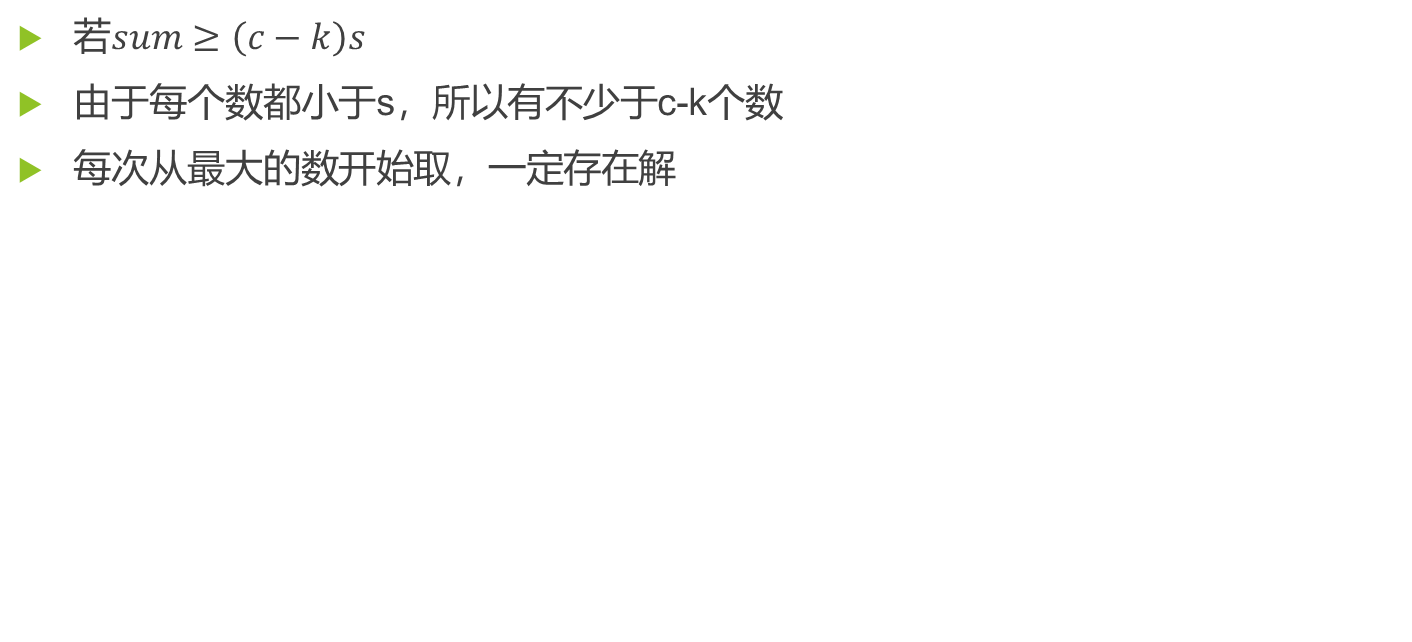 若sum ≥ (c − k)s
由于每个数都小于s，所以有不少于c-k个数
每次从最大的数开始取，一定存在解